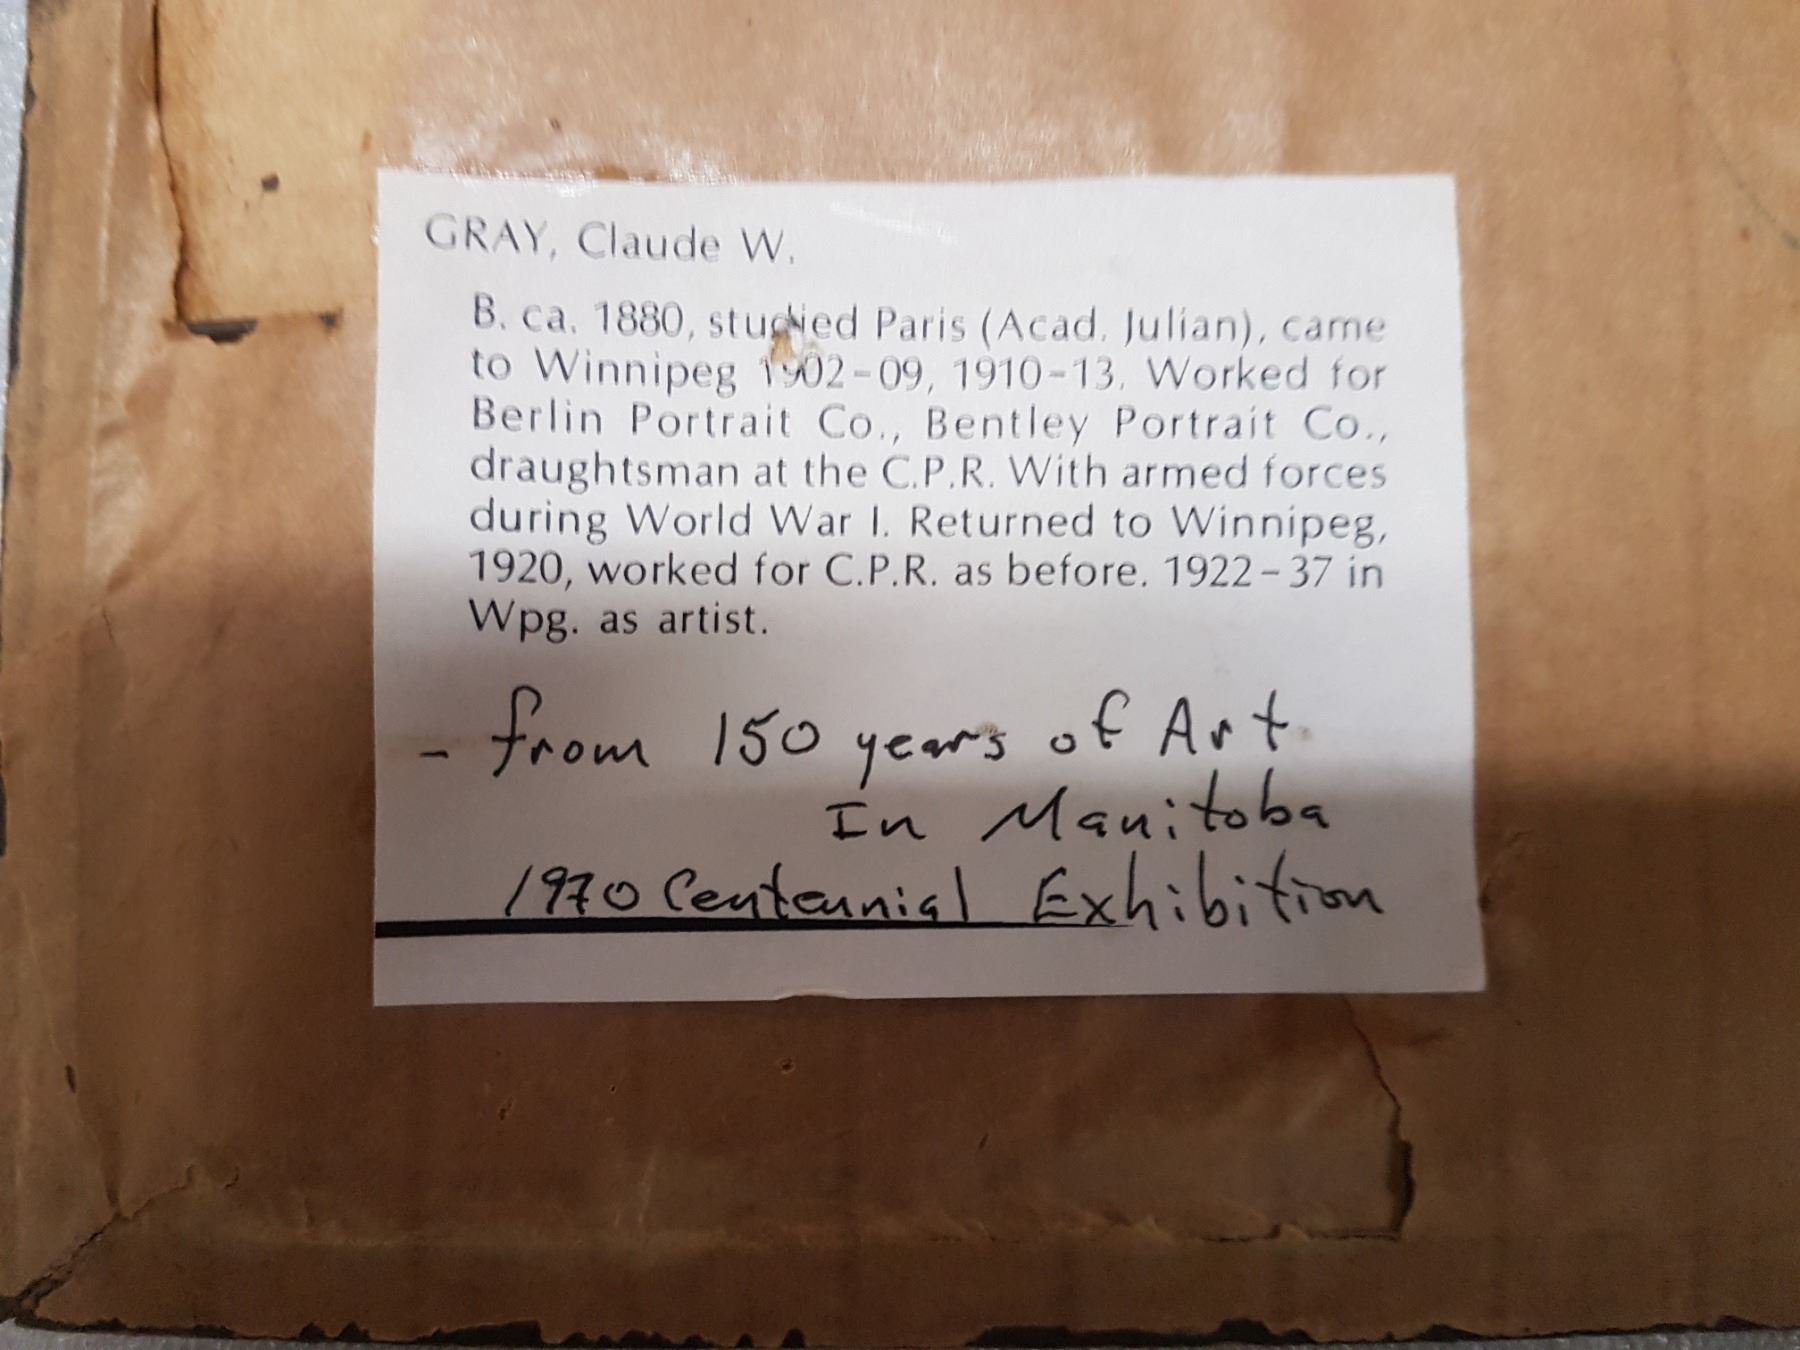 GRAY, Claude W.
B. ca. 1880, studied Paris (Acad. Julian), came
to Winnipeg 1902-09, 1910-13. Worked for
Berlin Portrait Co., Bentley Portrait Co.,
draughtsman at the C.P.R. With armed forces
during World War I. Returned to Winnipeg,
1920, worked for C.P.R. as before. 1922-37 in
Wpg. as artist.
- from 150 years of Art
In Manitoba
1970 Centennial Exhibition